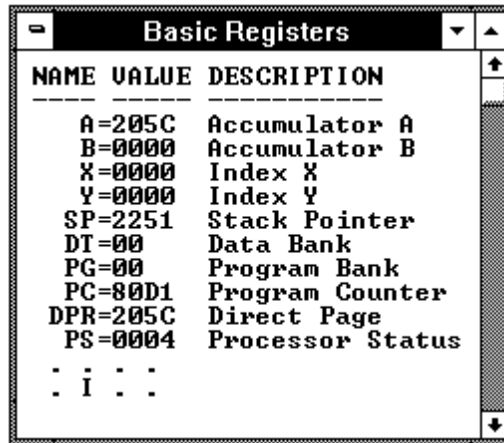 Basic Registers
NAME VALUE DESCRIPTION
---- ----- -----------
A=205C Accumulator A
B=0000 Accumulator B
X=0000 Index X
Y=0000 Index Y
SP=2251 Stack Pointer
DT=00 Data Bank
PG=00 Program Bank
PC=80D1 Program Counter
DPR=205C Direct Page
PS=0004 Processor Status
. . . .
. I . .